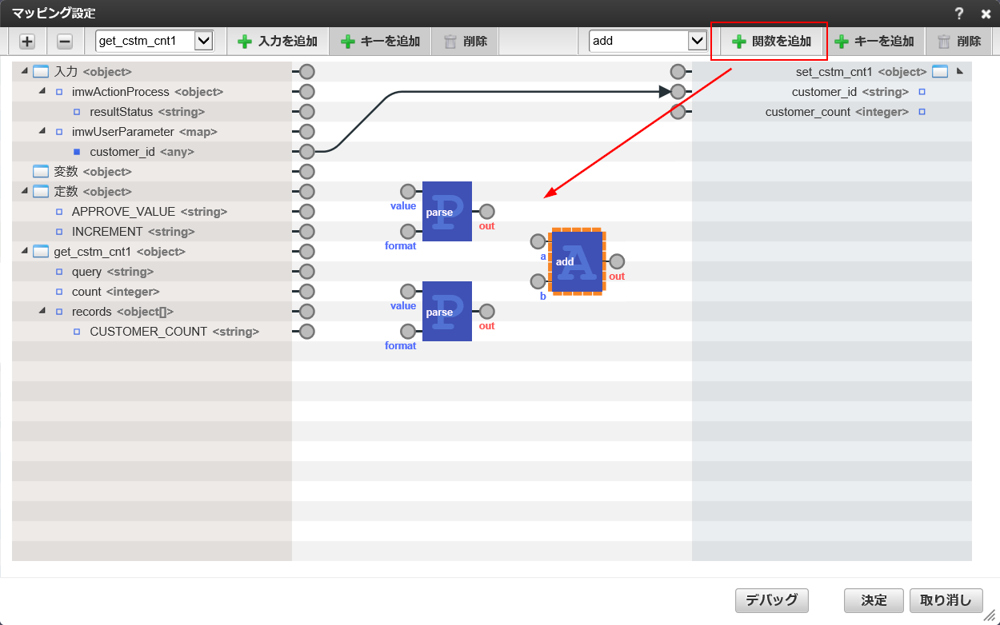 マッピング設定
?
get_cstm_cnt1
入力を追加
キーを追加
削除
add
関数を追加
キーを追加
削除
入力 <object>
imwActionProcess <object>
resultStatus <string>
imwUserParameter <map>
customer_id <any>
変数 <object>
定数 <object>
APPROVE_VALUE <string>
INCREMENT <string>
get_cstm_cnt1 <object>
query <string>
count <integer>
records <object[]>
CUSTOMER_COUNT <string>
value
format
P
parse
out
value
format
P
parse
out
a
b
A
add
out
set_cstm_cnt1 <object>
customer_id <string>
customer_count <integer>
デバッグ
決定
取り消し